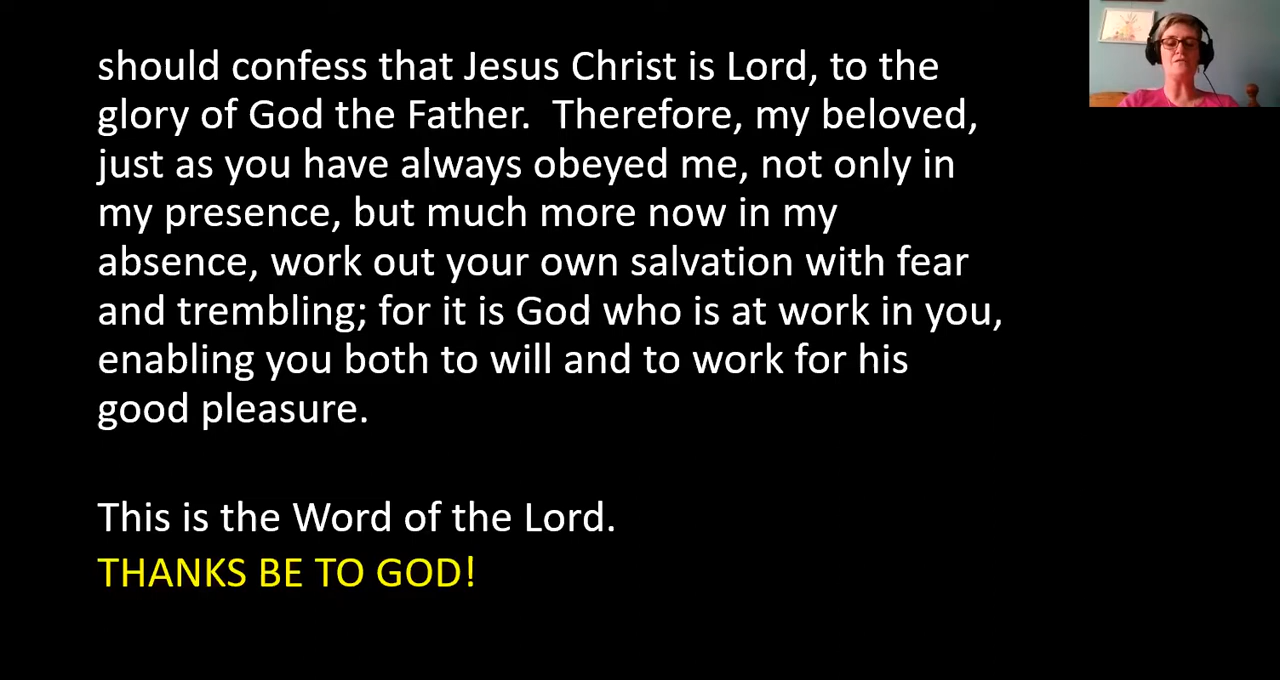 should confess that Jesus Christ is Lord, to the
glory of God the Father.  Therefore, my beloved,
just as you have always obeyed me, not only in
my presence, but much more now in my
absence, work out your own salvation with fear
and trembling; for it is God who is at work in you,
enabling you both to will and to work for his
good pleasure.
This is the Word of the Lord.
THANKS BE TO GOD!